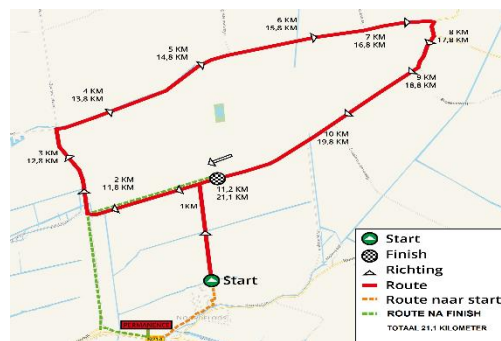 6 KM
15,8 KM
7 KM
16,8 KM
8 KM
17,8 KM
5 KM
14,8 KM
9 KM
18,8 KM
4 KM
13,8 KM
10 KM
19,8 KM
3 KM
12,8 KM
2 KM
11,8 KM
11,2 KM
21,1 KM
1KM
Start
Start
Finish
Richting
Route
Route naar start
ROUTE NA FINISH
TOTAAL 21,1 KILOMETER
PERMANENCE